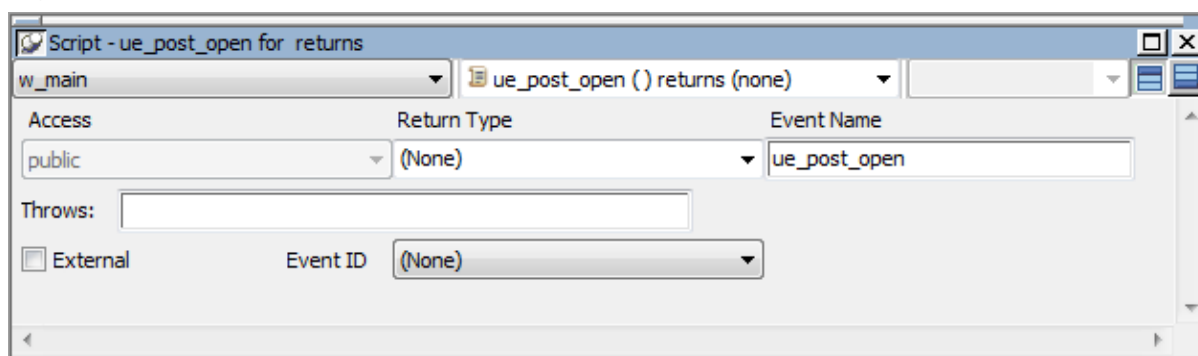 Script - ue_post_open for returns
w_main ue_post_open ( ) returns (none)
Access Return Type Event Name
public (None) ue_post_open
Throws:
External Event ID (None)